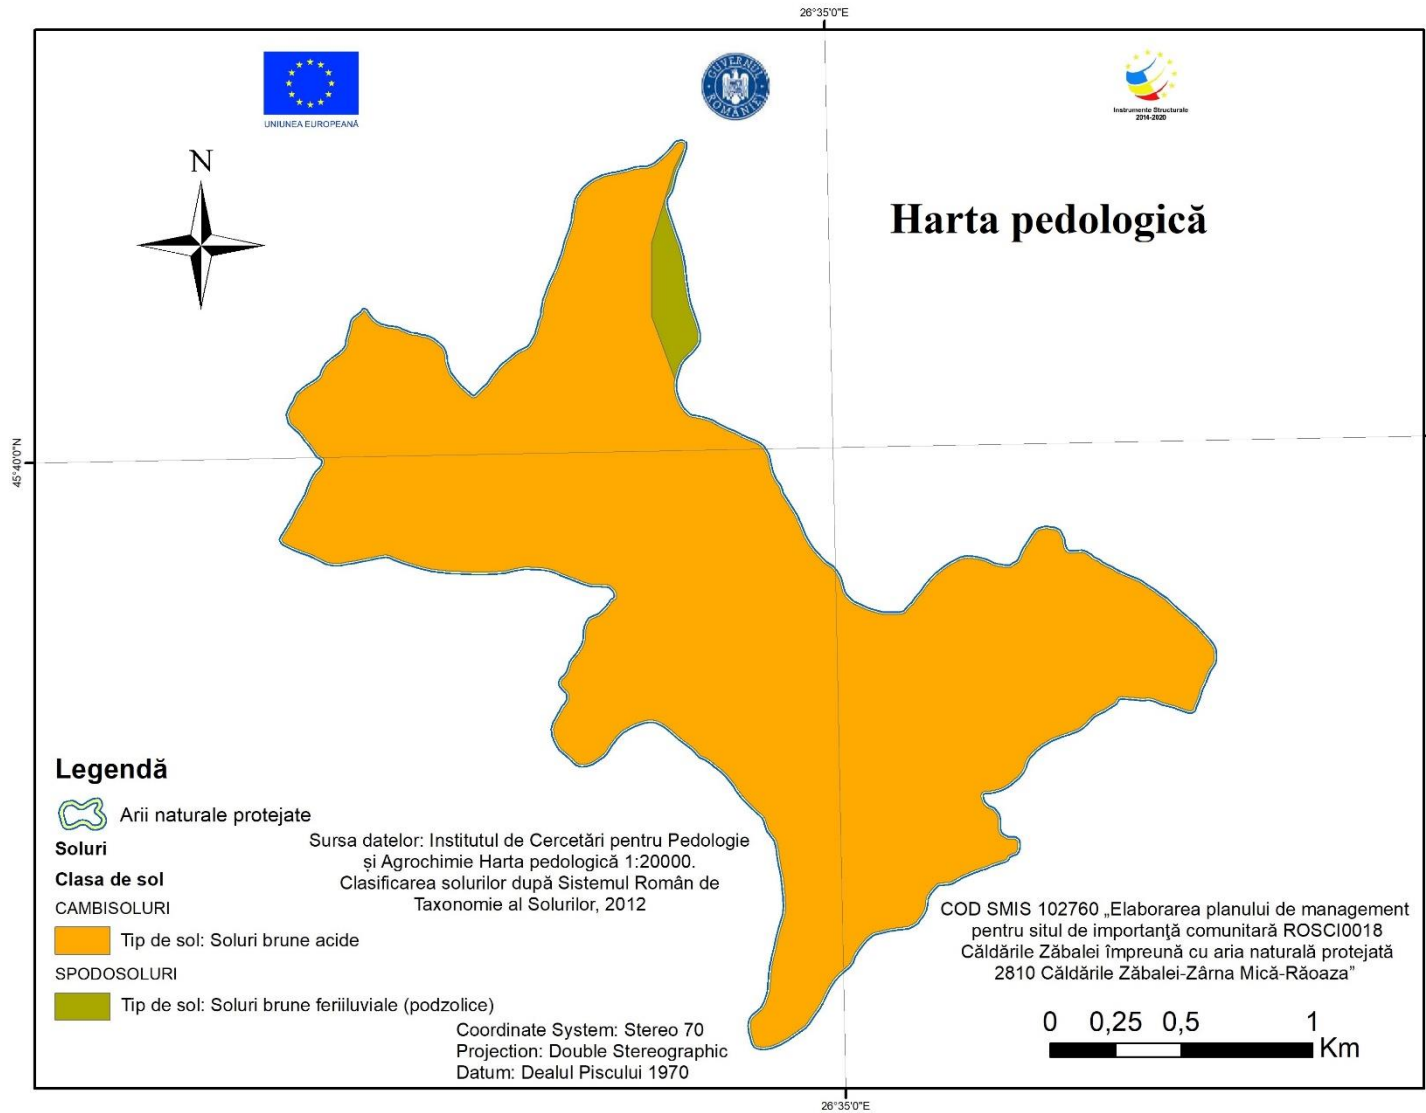 26°35'0"E
UNIUNEA EUROPEANĂ
GUVERNUL ROMÂNIEI
Instrumente Structurale
2014-2020
N
Harta pedologică
45°40'0"N
Legendă
Arii naturale protejate
Soluri
Clasa de sol
CAMBISOLURI
Tip de sol: Soluri brune acide
SPODOSOLURI
Tip de sol: Soluri brune feriiluviale (podzolice)
Sursa datelor: Institutul de Cercetări pentru Pedologie
și Agrochimie Harta pedologică 1:20000.
Clasificarea solurilor după Sistemul Român de
Taxonomie al Solurilor, 2012
Coordinate System: Stereo 70
Projection: Double Stereographic
Datum: Dealul Piscului 1970
COD SMIS 102760 „Elaborarea planului de management
pentru situl de importanţă comunitară ROSCI0018
Căldările Zăbalei împreună cu aria naturală protejată
2810 Căldările Zăbalei-Zârna Mică-Răoaza”
0 0,25 0,5 1
Km
26°35'0"E